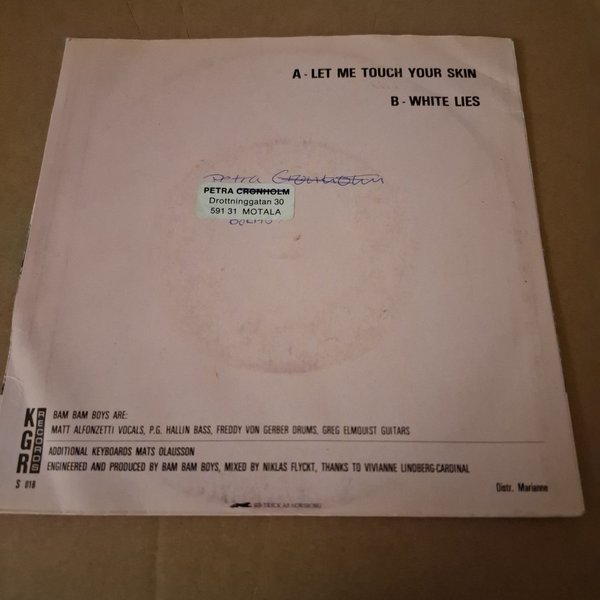 A - LET ME TOUCH YOUR SKIN
B - WHITE LIES
Petra Cronholm
PETRA CRONHOLM
Drottninggatan 30
591 31 MOTALA
KGR RECORDS
S 018
BAM BAM BOYS ARE:
MATT ALFONZETTI VOCALS, P.G. HALLIN BASS, FREDDY VON GERBER DRUMS, GREG ELMQUIST GUITARS
ADDITIONAL KEYBOARDS MATS OLAUSSON
ENGINEERED AND PRODUCED BY BAM BAM BOYS, MIXED BY NIKLAS FLYCKT, THANKS TO VIVIANNE LINDBERG-CARDINAL
Distr. Marianne